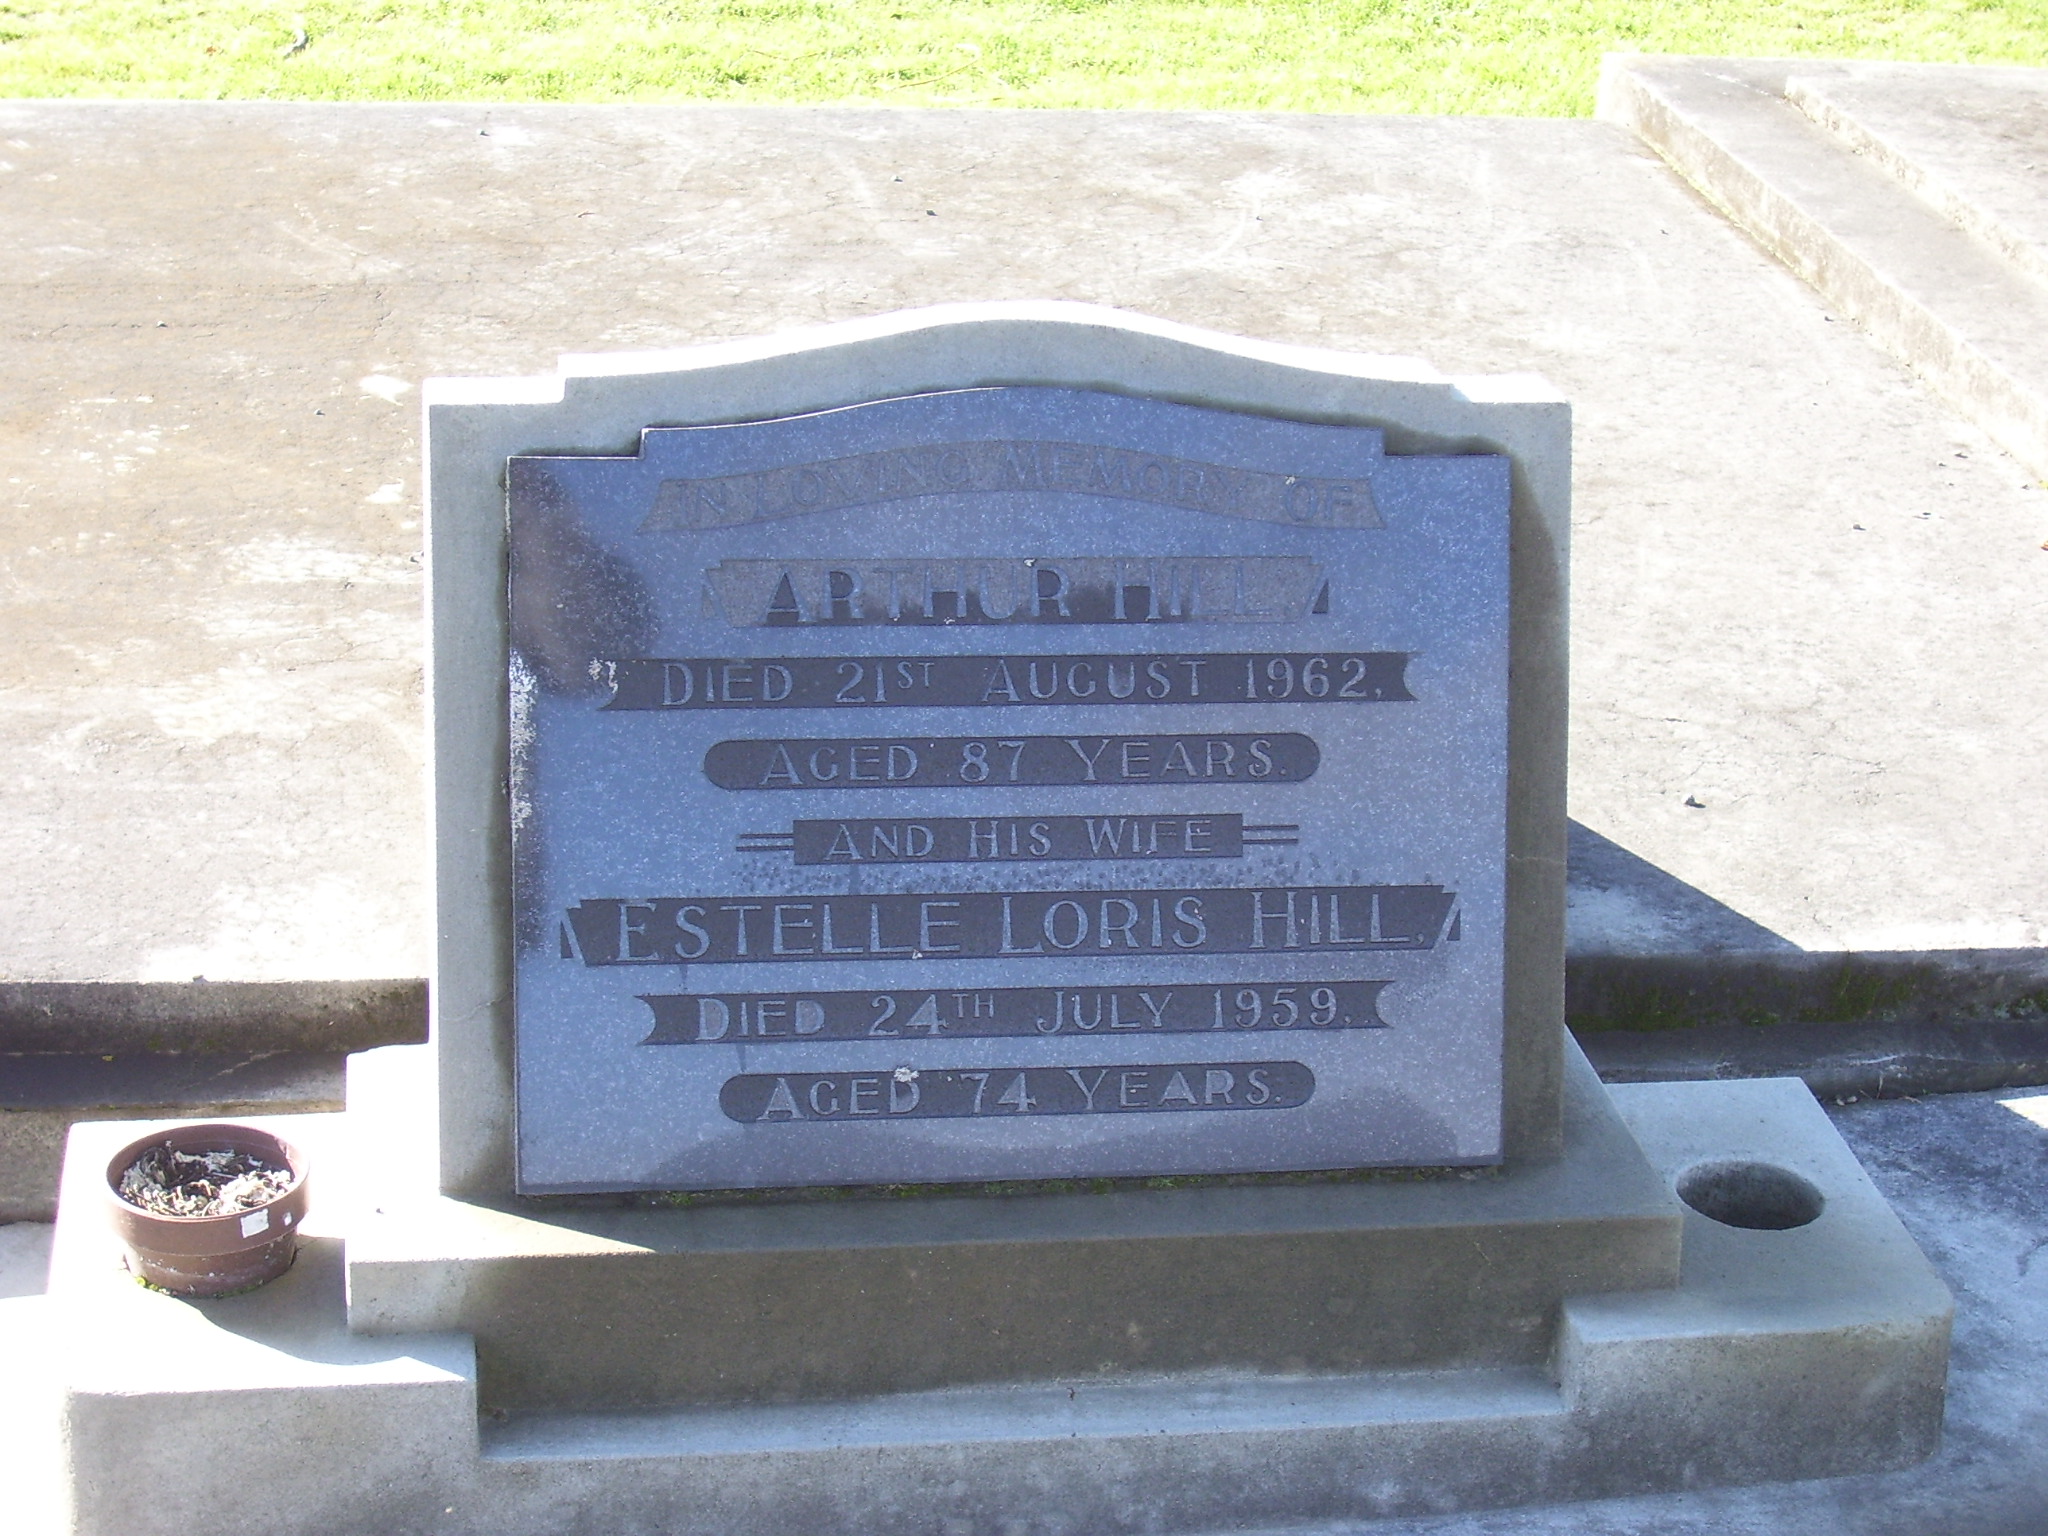 IN LOVING MEMORY OF
ARTHUR HILL
DIED 21ST AUGUST 1962,
AGED 87 YEARS.
AND HIS WIFE
ESTELLE LORIS HILL,
DIED 24TH JULY 1959.
AGED 74 YEARS.